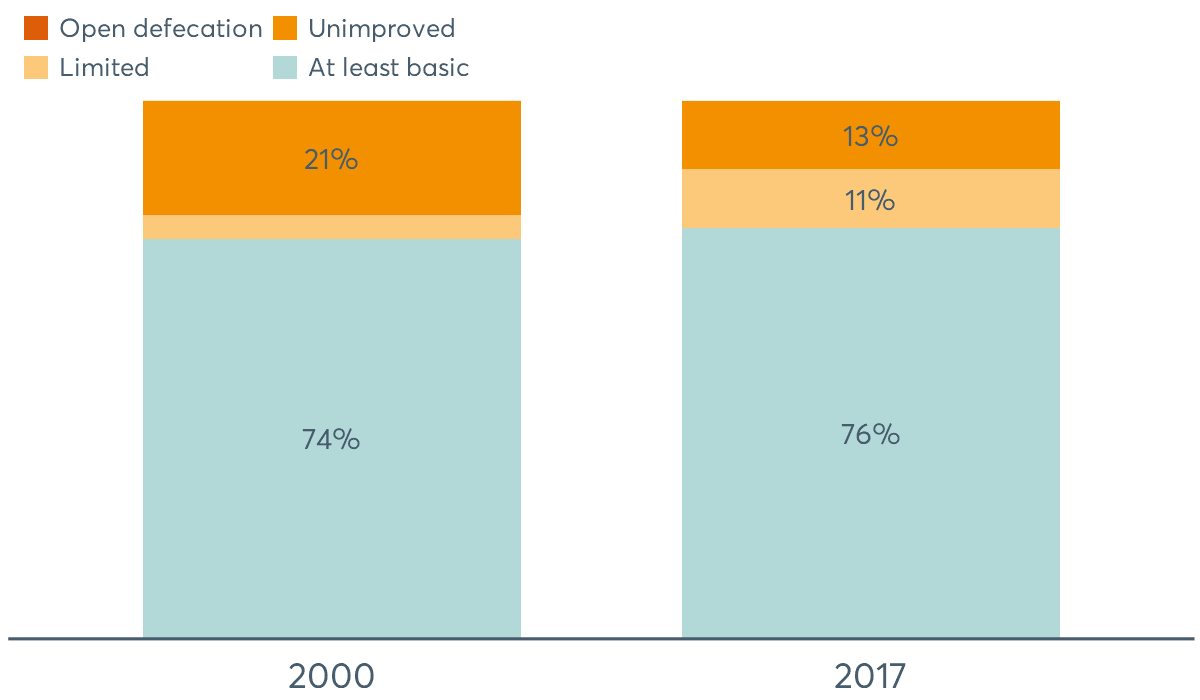 Open defecation Unimproved
Limited At least basic
21% 13%
11%
74% 76%
2000 2017